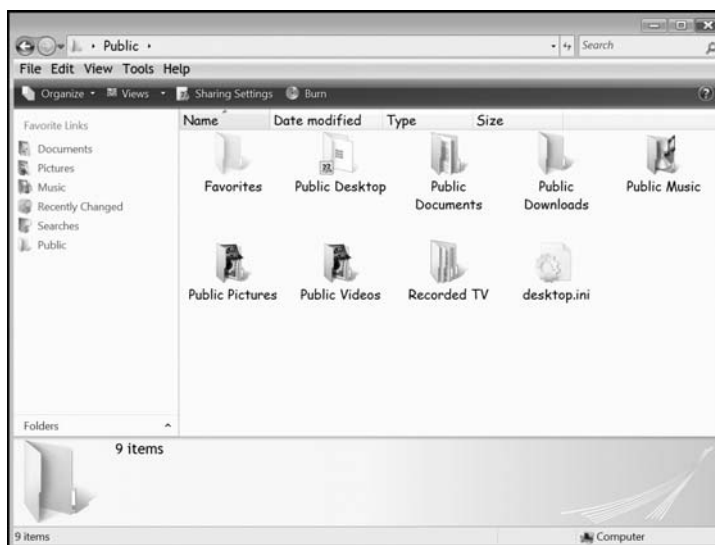 Public
Search
File Edit View Tools Help
Organize Views Sharing Settings Burn
Favorite Links
Documents
Pictures
Music
Recently Changed
Searches
Public
Folders
Name Date modified Type Size
Favorites
Public Desktop
Public
Documents
Public
Downloads
Public Music
Public Pictures
Public Videos
Recorded TV
desktop.ini
9 items
9 items
Computer